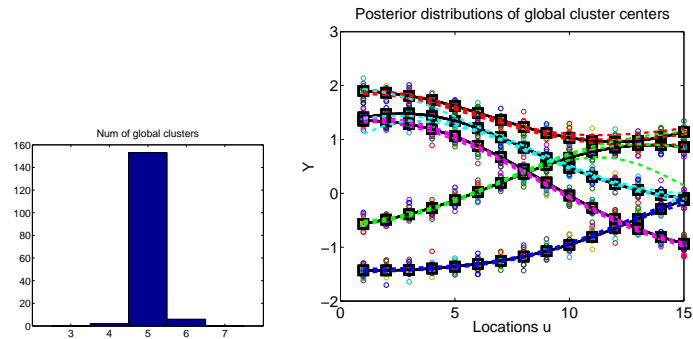 Posterior distributions of global cluster centers
Num of global clusters
160
140
120
100
80
60
40
20
0
3 4 5 6 7
3
2
1
0
−1
−2
Y
0 5 10 15
Locations u